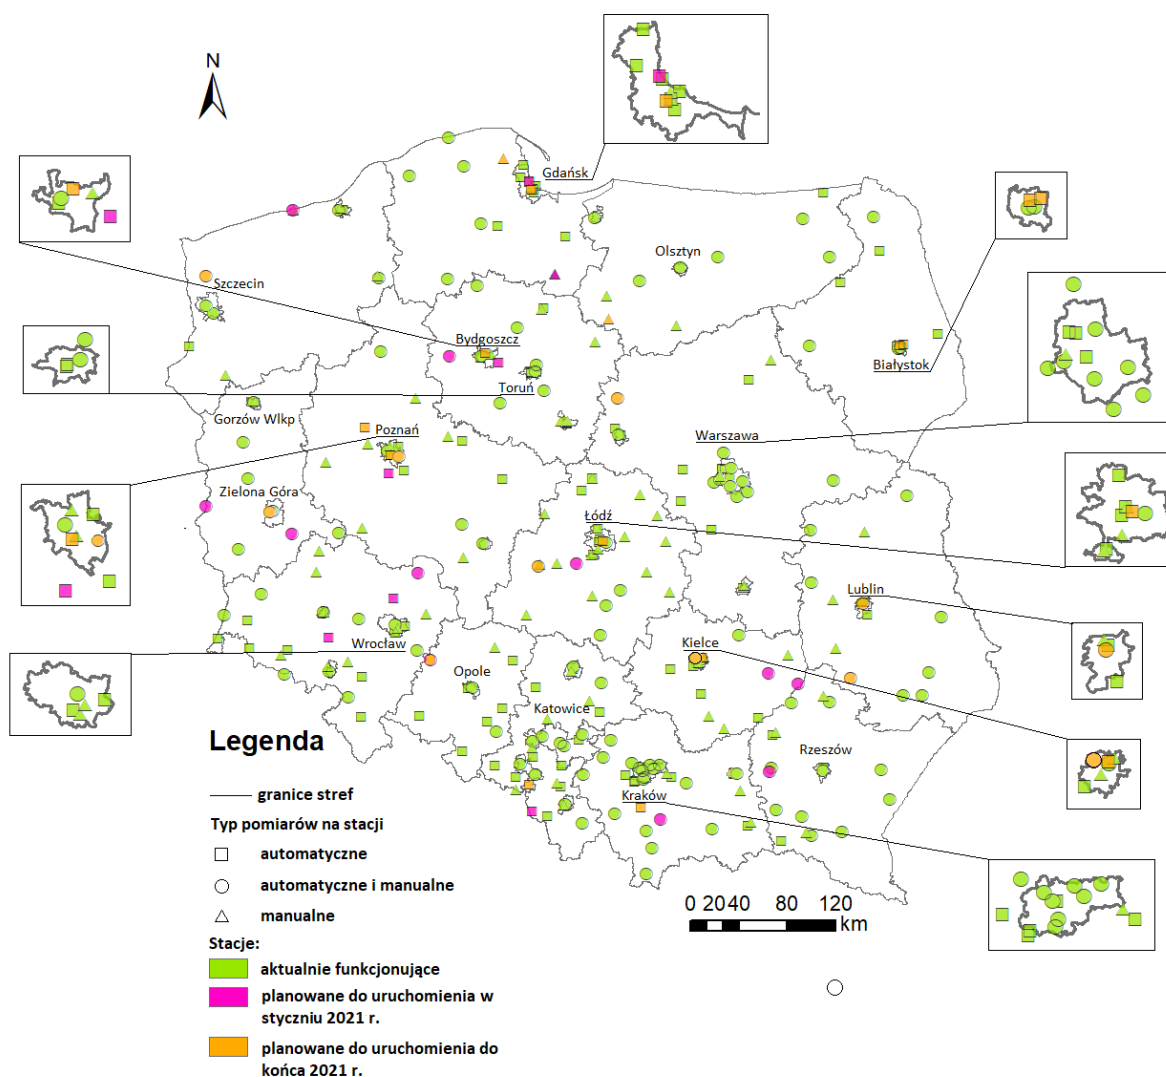 N
Gdańsk
Olsztyn
Szczecin
Bydgoszcz
Białystok
Toruń
Gorzów Wlkp
Poznań
Warszawa
Zielona Góra
Łódź
Lublin
Wrocław
Kielce
Opole
Katowice
Rzeszów
Kraków
Legenda
granice stref
Typ pomiarów na stacji
automatyczne
automatyczne i manualne
manualne
Stacje:
aktualnie funkcjonujące
planowane do uruchomienia w
styczniu 2021 r.
planowane do uruchomienia do
końca 2021 r.
0 20 40 80 120
km